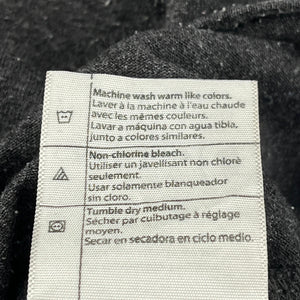 Machine wash warm like colors.
Laver à la machine à l'eau chaude
avec les mêmes couleurs.
Lavar a máquina con agua tibia,
junto a colores similares.
Non-chlorine bleach.
Utiliser un javellisant non chloré
seulement.
Usar solamente blanqueador
sin cloro.
Tumble dry medium.
Sécher par culbutage à réglage
moyen.
Secar en secadora en ciclo medio.